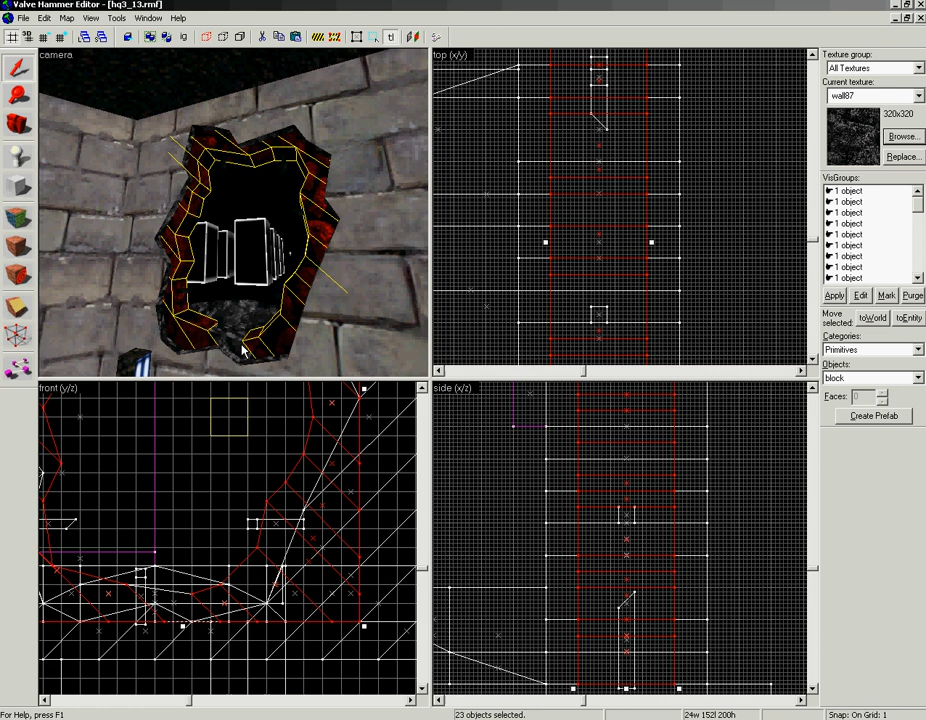 Valve Hammer Editor - [hq3_13.rmf]
File Edit Map View Tools Window Help
3D
ig
tl
camera
top (x/y)
front (y/z)
side (x/z)
Texture group:
All Textures
Current texture:
wall87
320x320
Browse...
Replace...
VisGroups:
1 object
1 object
1 object
1 object
1 object
1 object
1 object
1 object
1 object
Apply Edit Mark Purge
Move selected: toWorld toEntity
Categories:
Primitives
Objects:
block
Faces: 0
Create Prefab
For Help, press F1
23 objects selected.
24w 152l 200h
Snap: On Grid: 1